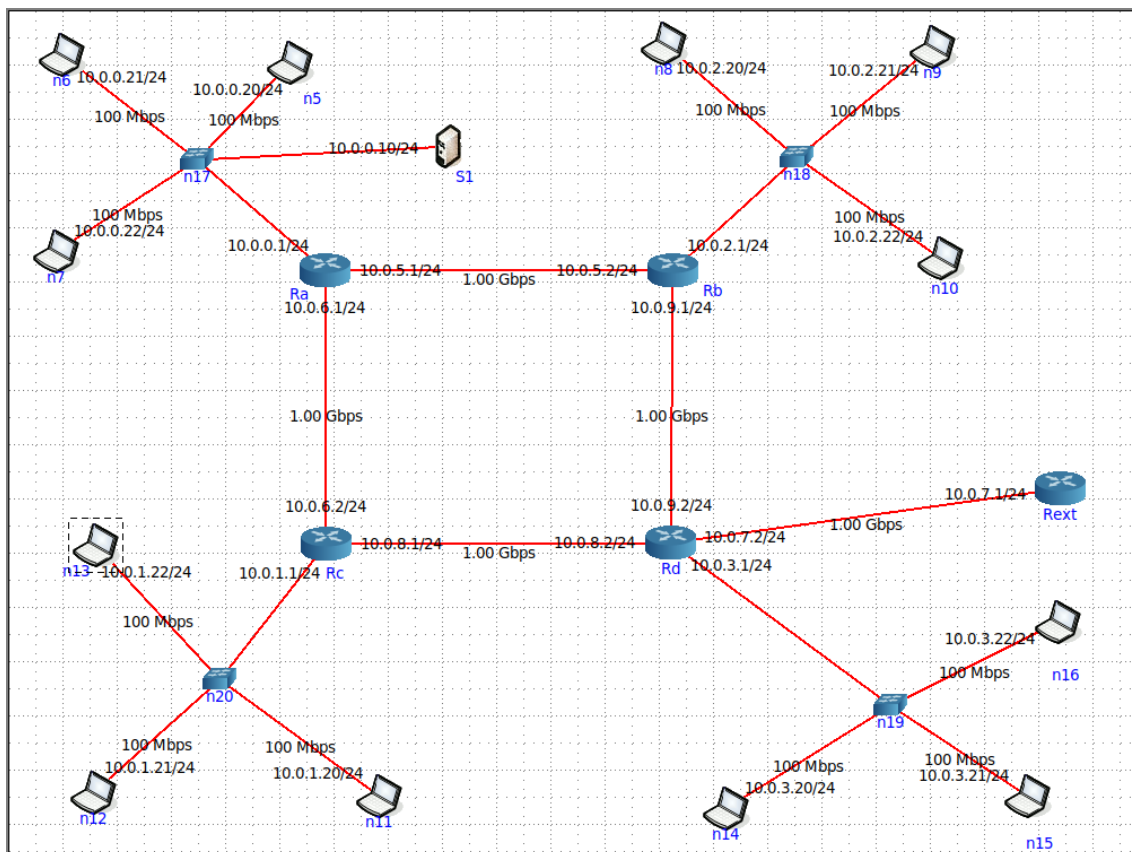 n6
10.0.0.21/24
100 Mbps
n5
10.0.0.20/24
100 Mbps
10.0.0.10/24
S1
n17
100 Mbps
10.0.0.22/24
n7
10.0.0.1/24
Ra
10.0.5.1/24
1.00 Gbps
10.0.5.2/24
10.0.6.1/24
n8
10.0.2.20/24
100 Mbps
n9
10.0.2.21/24
100 Mbps
n18
100 Mbps
10.0.2.22/24
n10
10.0.2.1/24
Rb
10.0.9.1/24
1.00 Gbps
1.00 Gbps
10.0.6.2/24
10.0.9.2/24
10.0.7.1/24
Rext
1.00 Gbps
10.0.7.2/24
10.0.8.1/24
1.00 Gbps
10.0.8.2/24
Rc
Rd
10.0.3.1/24
n13
10.0.1.22/24
10.0.1.1/24
100 Mbps
n20
100 Mbps
10.0.1.21/24
n12
100 Mbps
10.0.1.20/24
n11
10.0.3.22/24
100 Mbps
n16
n19
100 Mbps
10.0.3.20/24
n14
100 Mbps
10.0.3.21/24
n15